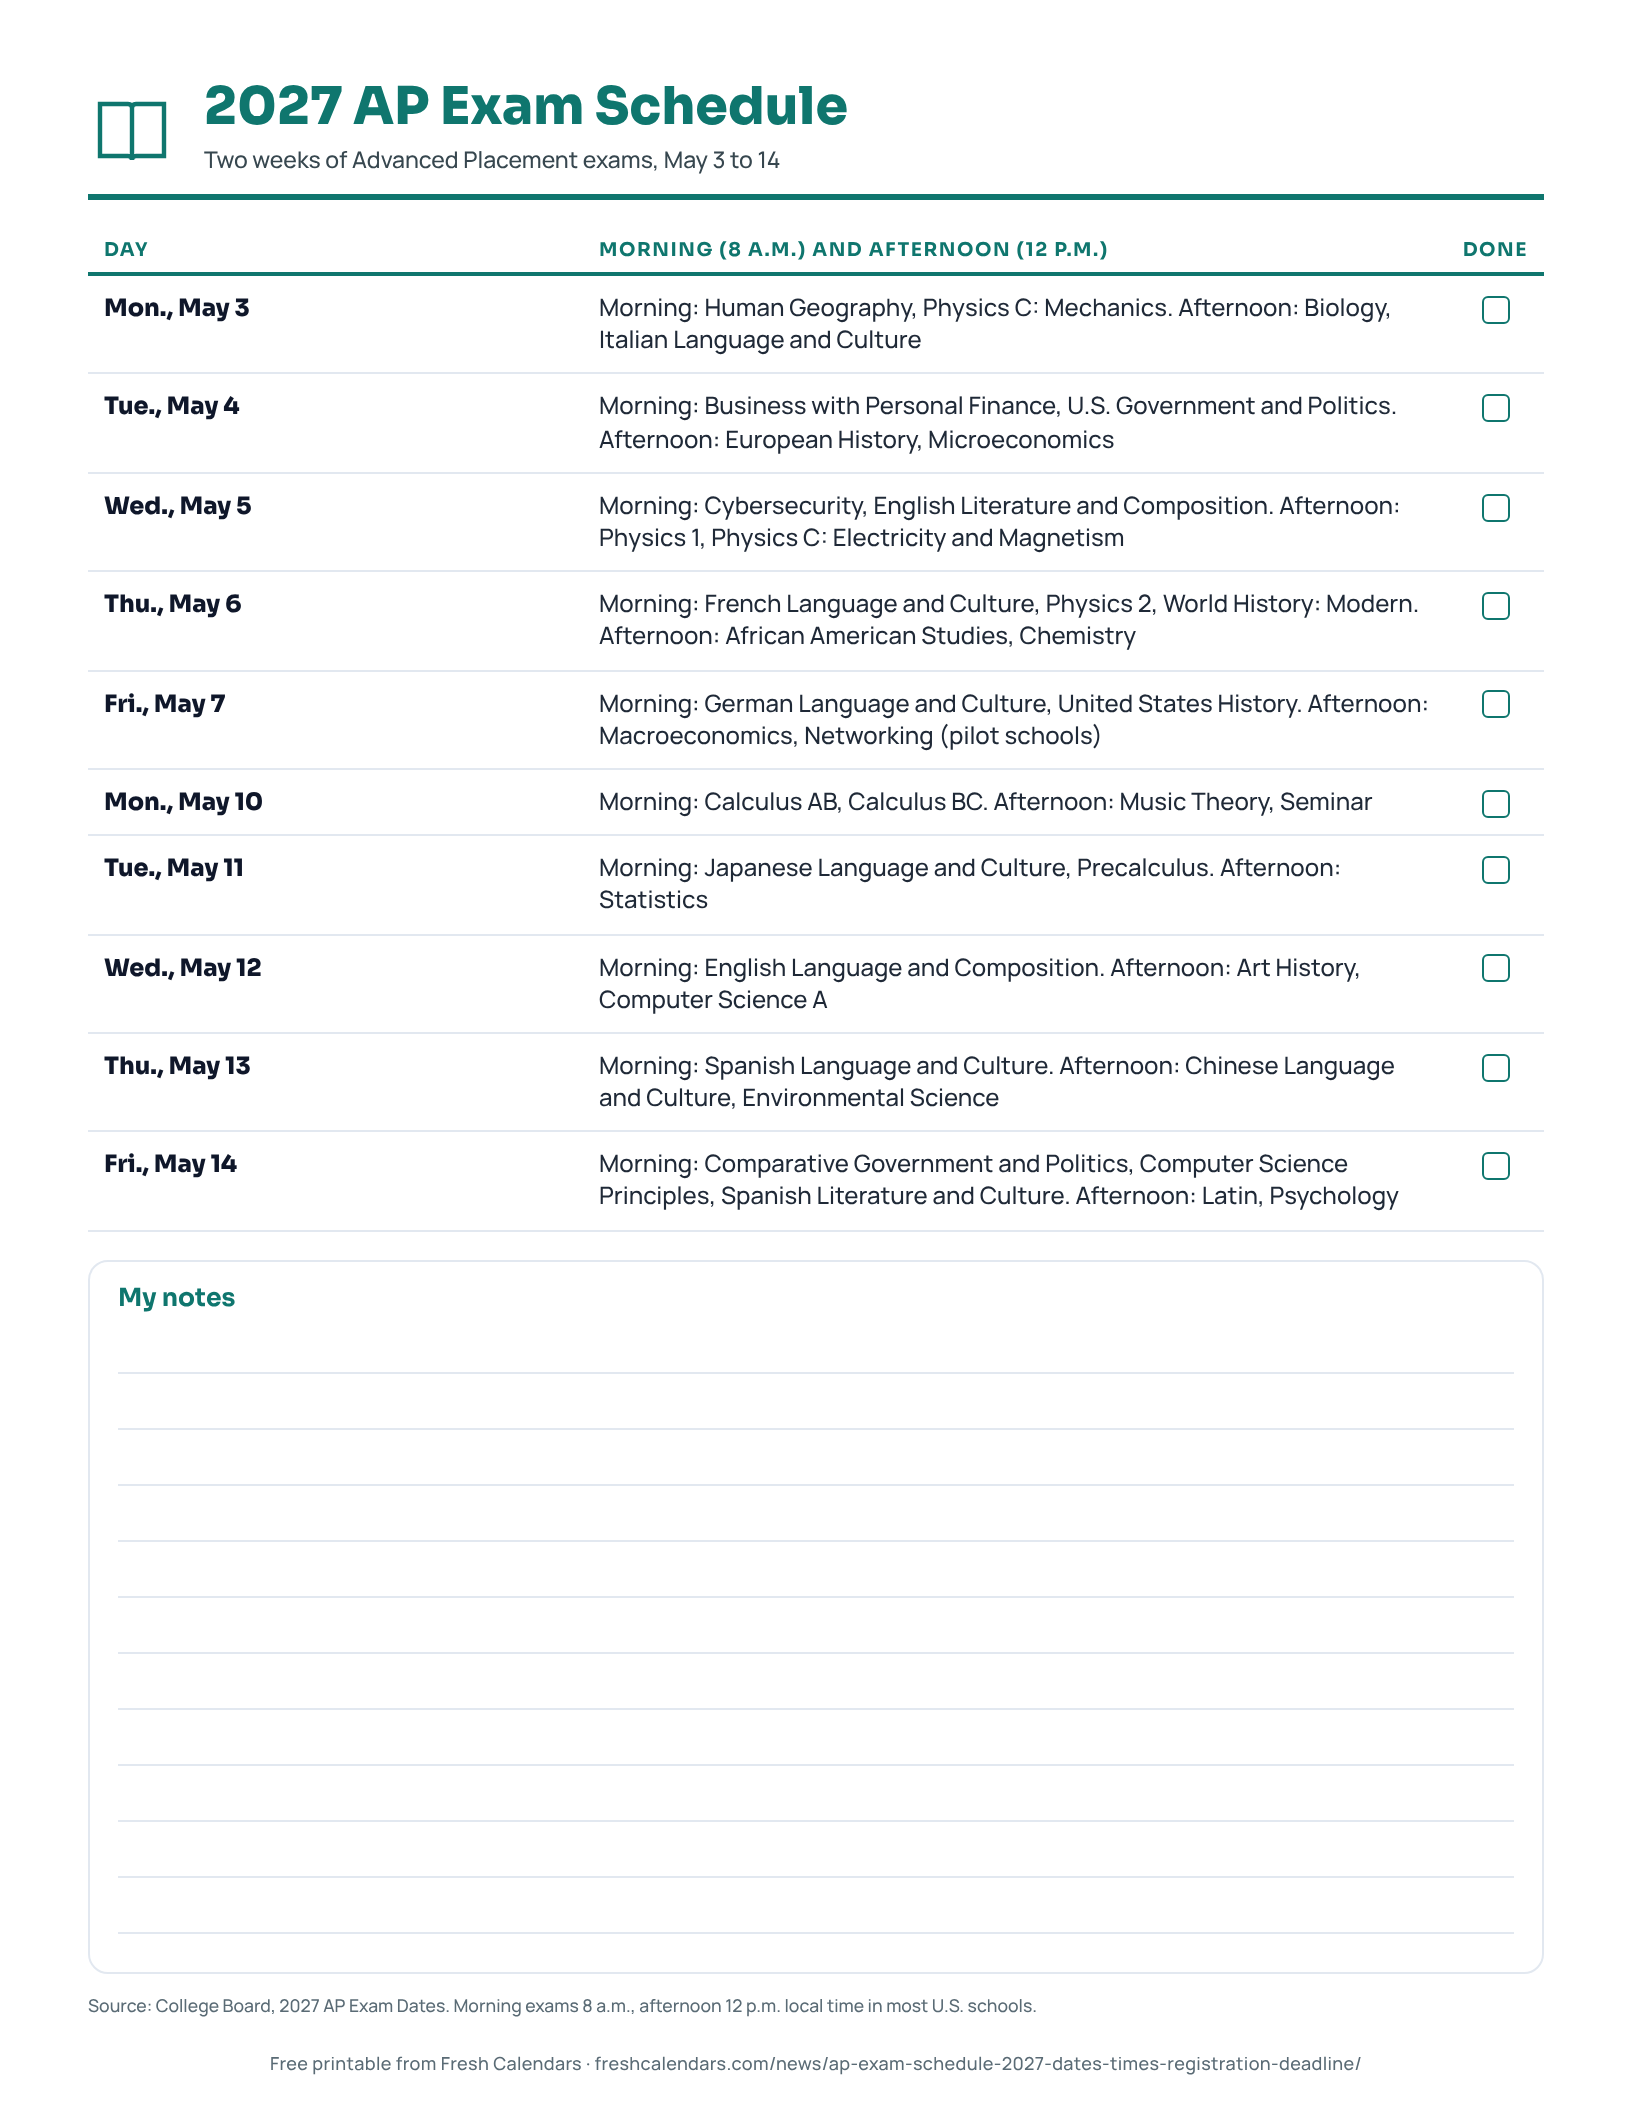 2027 AP Exam Schedule
Two weeks of Advanced Placement exams, May 3 to 14
DAY
MORNING (8 A.M.) AND AFTERNOON (12 P.M.)
DONE
Mon., May 3
Morning: Human Geography, Physics C: Mechanics. Afternoon: Biology,
Italian Language and Culture
Tue., May 4
Morning: Business with Personal Finance, U.S. Government and Politics.
Afternoon: European History, Microeconomics
Wed., May 5
Morning: Cybersecurity, English Literature and Composition. Afternoon:
Physics 1, Physics C: Electricity and Magnetism
Thu., May 6
Morning: French Language and Culture, Physics 2, World History: Modern.
Afternoon: African American Studies, Chemistry
Fri., May 7
Morning: German Language and Culture, United States History. Afternoon:
Macroeconomics, Networking (pilot schools)
Mon., May 10
Morning: Calculus AB, Calculus BC. Afternoon: Music Theory, Seminar
Tue., May 11
Morning: Japanese Language and Culture, Precalculus. Afternoon:
Statistics
Wed., May 12
Morning: English Language and Composition. Afternoon: Art History,
Computer Science A
Thu., May 13
Morning: Spanish Language and Culture. Afternoon: Chinese Language
and Culture, Environmental Science
Fri., May 14
Morning: Comparative Government and Politics, Computer Science
Principles, Spanish Literature and Culture. Afternoon: Latin, Psychology
My notes
Source: College Board, 2027 AP Exam Dates. Morning exams 8 a.m., afternoon 12 p.m. local time in most U.S. schools.
Free printable from Fresh Calendars · freshcalendars.com/news/ap-exam-schedule-2027-dates-times-registration-deadline/